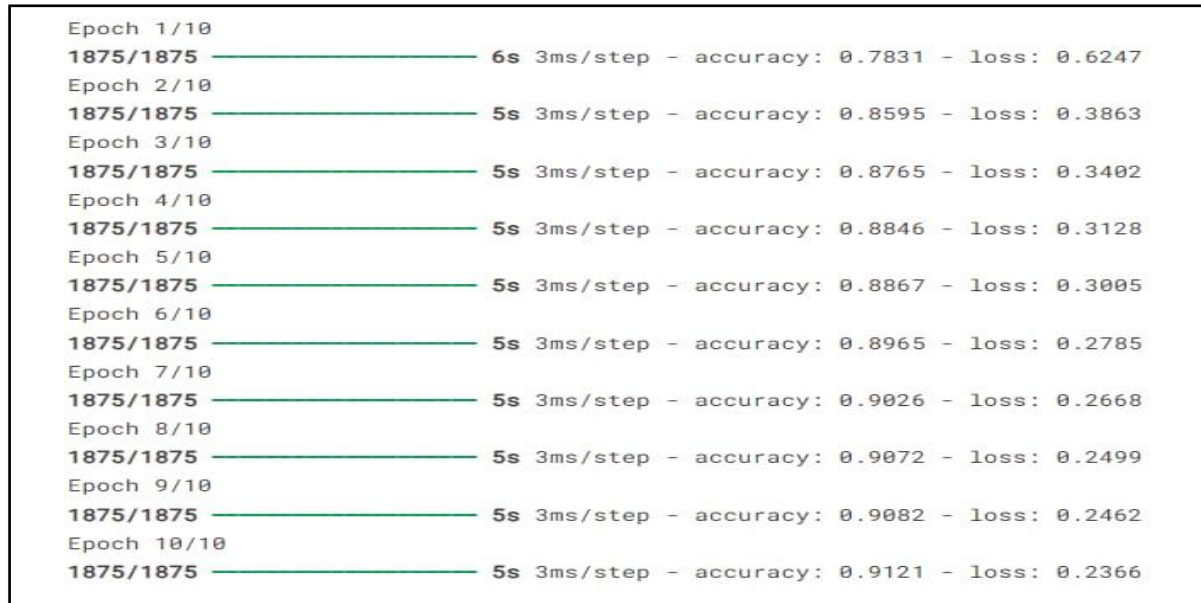 Epoch 1/10
1875/1875 ━━━━━━━━━━━━━━━━━━━━ 6s 3ms/step - accuracy: 0.7831 - loss: 0.6247
Epoch 2/10
1875/1875 ━━━━━━━━━━━━━━━━━━━━ 5s 3ms/step - accuracy: 0.8595 - loss: 0.3863
Epoch 3/10
1875/1875 ━━━━━━━━━━━━━━━━━━━━ 5s 3ms/step - accuracy: 0.8765 - loss: 0.3402
Epoch 4/10
1875/1875 ━━━━━━━━━━━━━━━━━━━━ 5s 3ms/step - accuracy: 0.8846 - loss: 0.3128
Epoch 5/10
1875/1875 ━━━━━━━━━━━━━━━━━━━━ 5s 3ms/step - accuracy: 0.8867 - loss: 0.3005
Epoch 6/10
1875/1875 ━━━━━━━━━━━━━━━━━━━━ 5s 3ms/step - accuracy: 0.8965 - loss: 0.2785
Epoch 7/10
1875/1875 ━━━━━━━━━━━━━━━━━━━━ 5s 3ms/step - accuracy: 0.9026 - loss: 0.2668
Epoch 8/10
1875/1875 ━━━━━━━━━━━━━━━━━━━━ 5s 3ms/step - accuracy: 0.9072 - loss: 0.2499
Epoch 9/10
1875/1875 ━━━━━━━━━━━━━━━━━━━━ 5s 3ms/step - accuracy: 0.9082 - loss: 0.2462
Epoch 10/10
1875/1875 ━━━━━━━━━━━━━━━━━━━━ 5s 3ms/step - accuracy: 0.9121 - loss: 0.2366